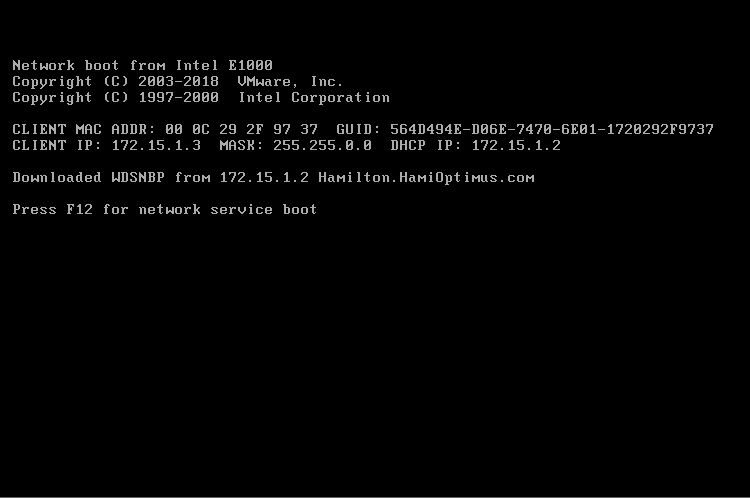 Network boot from Intel E1000
Copyright (C) 2003-2018  VMware, Inc.
Copyright (C) 1997-2000  Intel Corporation
CLIENT MAC ADDR: 00 0C 29 2F 97 37  GUID: 564D494E-D06E-7470-6E01-1720292F9737
CLIENT IP: 172.15.1.3  MASK: 255.255.0.0  DHCP IP: 172.15.1.2
Downloaded WDSNBP from 172.15.1.2 Hamilton.HamiOptimus.com
Press F12 for network service boot